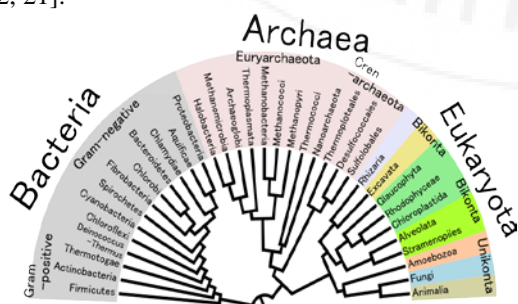 2, 21].
Archaea
Bacteria
Eukaryota
Euryarchaeota
Cren
-archaeota
Gram-negative
Gram
-positive
Bikonta
Bikonta
Unikonta
Firmicutes
Actinobacteria
Thermotogae
Deinococcus
-Thermus
Chloroflexi
Cyanobacteria
Spirochetes
Fibrobacteria
Chlorobi
Bacteroidetes
Chlamydiae
Aquificae
Proteobacteria
Halobacteria
Methanomicrobia
Archaeoglobi
Thermoplasmata
Methanobacteria
Methanococci
Methanopyri
Thermococci
Nanoarchaeota
Thermoproteales
Desulfurococcales
Sulfolobales
Rhizaria
Excavata
Glaucophyta
Rhodophyceae
Chloroplastida
Alveolata
Stramenopiles
Amoebozoa
Fungi
Animalia